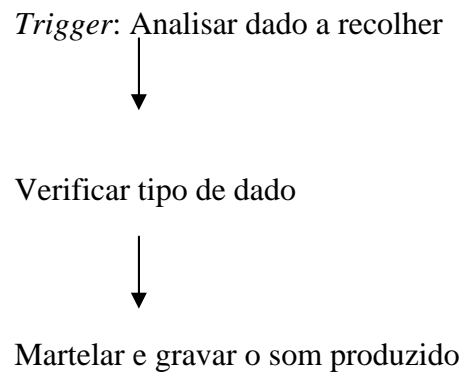 Trigger: Analisar dado a recolher
Verificar tipo de dado
Martelar e gravar o som produzido